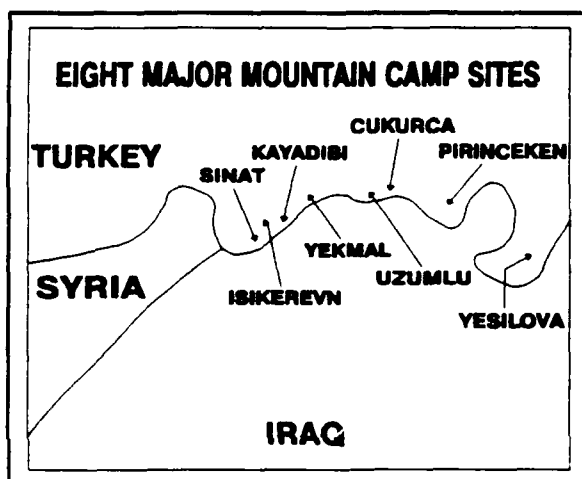 EIGHT MAJOR MOUNTAIN CAMP SITES
CUKURCA
TURKEY
KAYADIBI
PIRINCEKEN
SINAT
YEKMAL
UZUMLU
SYRIA
ISIKEREVN
YESILOVA
IRAQ